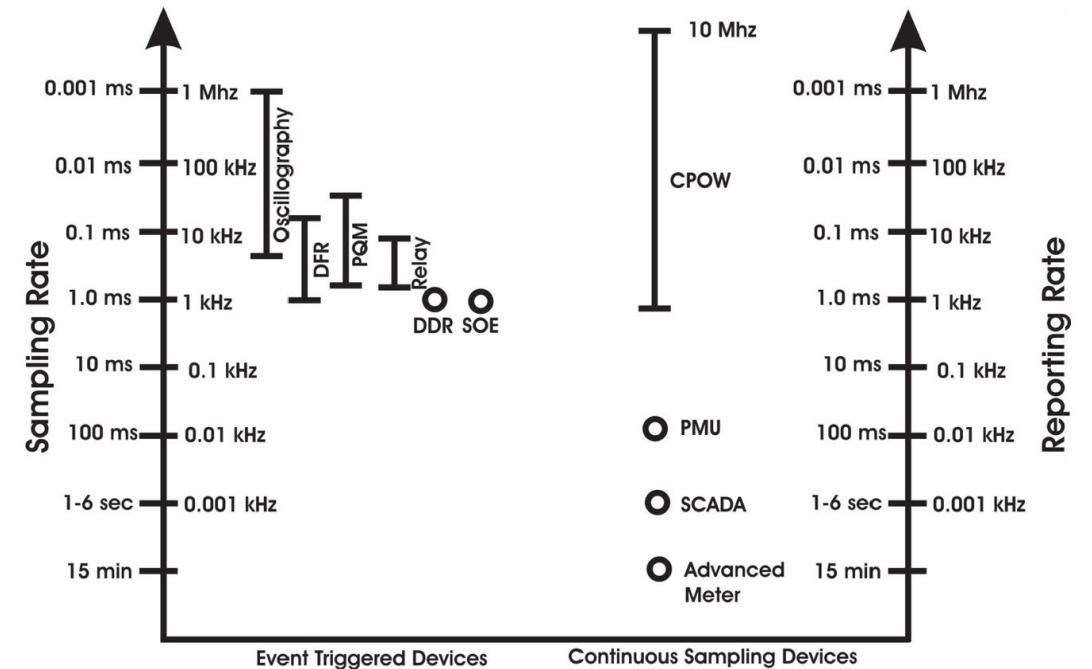 10 Mhz
0.001 ms
1 Mhz
0.001 ms
1 Mhz
Oscillography
0.01 ms
100 kHz
0.01 ms
100 kHz
CPOW
0.1 ms
10 kHz
DFR
PQM
Relay
0.1 ms
10 kHz
Sampling Rate
Reporting Rate
1.0 ms
1 kHz
1.0 ms
1 kHz
DDR
SOE
10 ms
0.1 kHz
10 ms
0.1 kHz
100 ms
0.01 kHz
PMU
100 ms
0.01 kHz
1-6 sec
0.001 kHz
SCADA
1-6 sec
0.001 kHz
15 min
Advanced
Meter
15 min
Event Triggered Devices
Continuous Sampling Devices